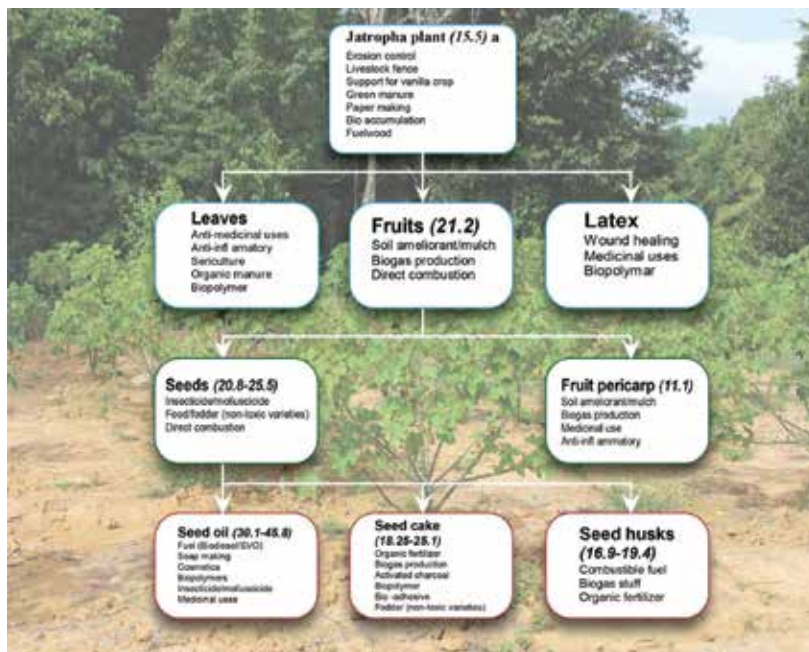 Jatropha plant (15.5) a
Erosion control
Livestock fence
Support for vanilla crop
Green manure
Paper making
Bio accumulation
Fuelwood
Leaves
Anti-medicinal uses
Anti-infl amatory
Sericulture
Organic manure
Biopolymer
Fruits (21.2)
Soil ameliorant/mulch
Biogas production
Direct combustion
Latex
Wound healing
Medicinal uses
Biopolymar
Seeds (20.8-25.5)
Insecticide/molluscicide
Food/fodder (non-toxic varieties)
Direct combustion
Fruit pericarp (11.1)
Soil ameliorant/mulch
Biogas production
Medicinal use
Anti-infl ammatory
Seed oil (30.1-45.8)
Fuel (Biodiesel/SVO)
Soap making
Cosmetics
Biopolymers
Insecticide/molluscicide
Medicinal uses
Seed cake
(18.25-25.1)
Organic fertilizer
Biogas production
Activated charcoal
Biopolymer
Bio -adhesive
Fodder (non-toxic varieties)
Seed husks
(16.9-19.4)
Combustible fuel
Biogas stuff
Organic fertilizer